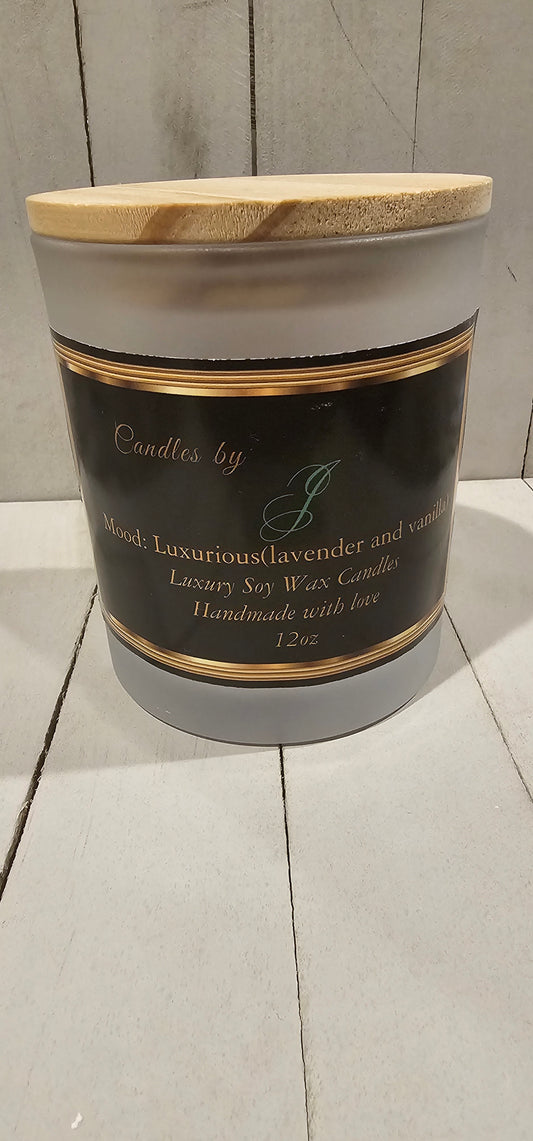 Candles by
J
Mood: Luxurious(lavender and vanilla)
Luxury Soy Wax Candles
Handmade with love
12oz